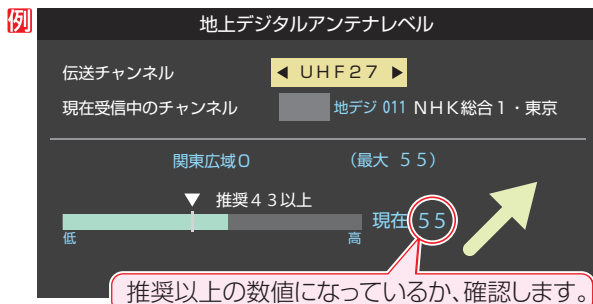 例
地上デジタルアンテナレベル
伝送チャンネル ◀ UHF27 ▶
現在受信中のチャンネル 地デジ 011 NHK総合1・東京
関東広域0 (最大 55)
▼ 推奨43以上
現在 55
低 高
推奨以上の数値になっているか、確認します。